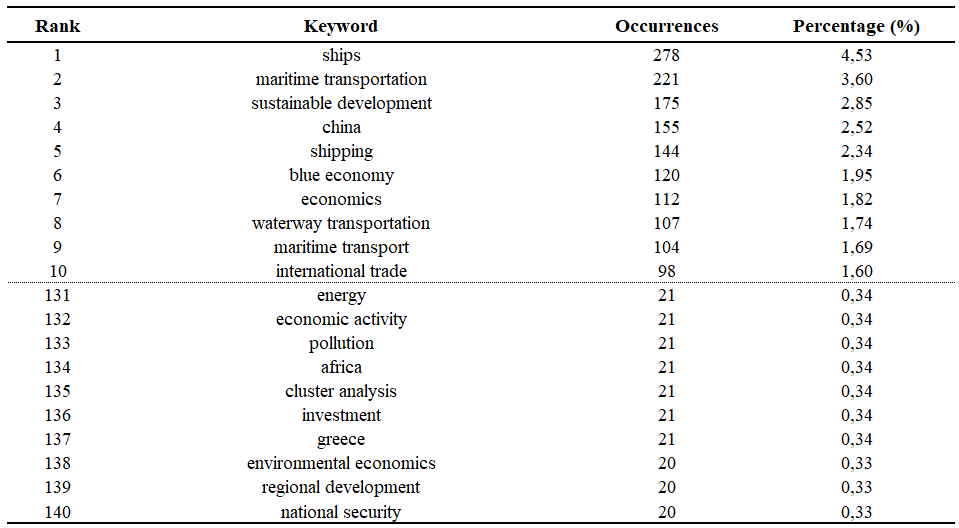 Rank Keyword Occurrences Percentage (%)
1 ships 278 4,53
2 maritime transportation 221 3,60
3 sustainable development 175 2,85
4 china 155 2,52
5 shipping 144 2,34
6 blue economy 120 1,95
7 economics 112 1,82
8 waterway transportation 107 1,74
9 maritime transport 104 1,69
10 international trade 98 1,60
131 energy 21 0,34
132 economic activity 21 0,34
133 pollution 21 0,34
134 africa 21 0,34
135 cluster analysis 21 0,34
136 investment 21 0,34
137 greece 21 0,34
138 environmental economics 20 0,33
139 regional development 20 0,33
140 national security 20 0,33